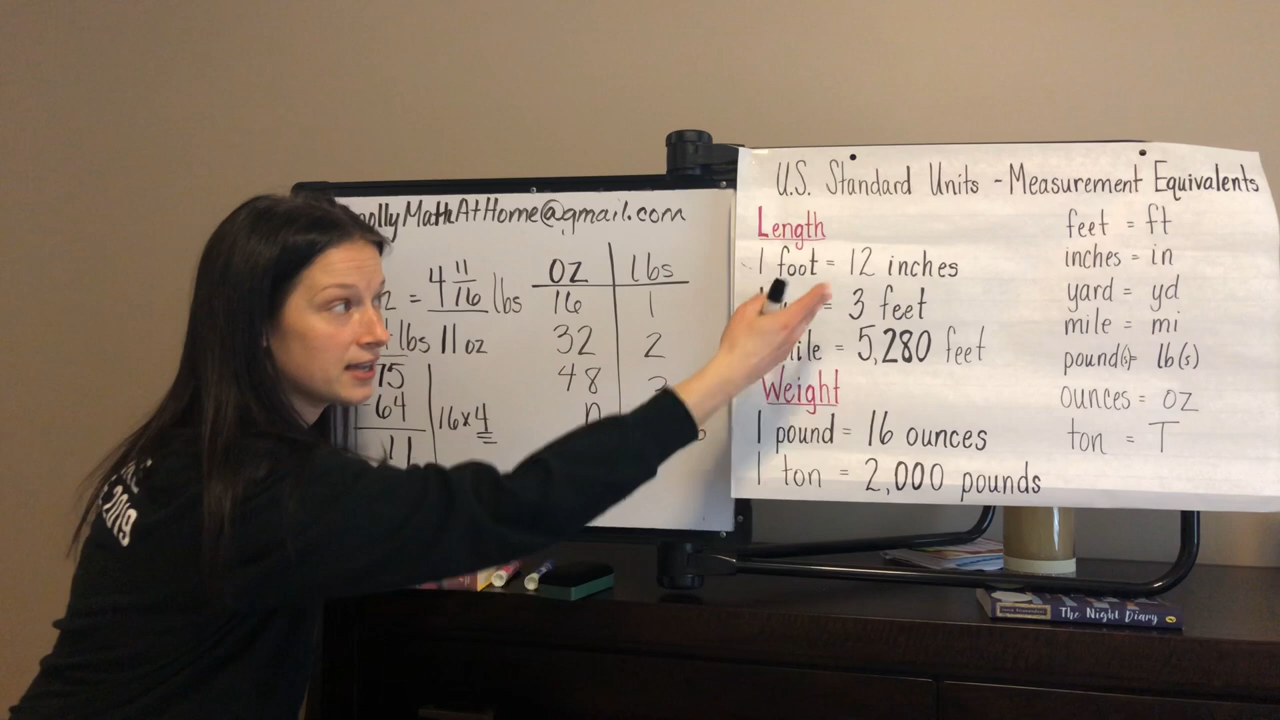 ollyMathAtHome@gmail.com
= 4 11/16 lbs
lbs 11 oz
75
-64
11
16x4
oz lbs
16 1
32 2
48
n
U.S. Standard Units - Measurement Equivalents
Length
1 foot = 12 inches
= 3 feet
mile = 5,280 feet
Weight
1 pound = 16 ounces
1 ton = 2,000 pounds
feet = ft
inches = in
yard = yd
mile = mi
pound(s)= lb(s)
ounces = oz
ton = T
2019
The Night Diary